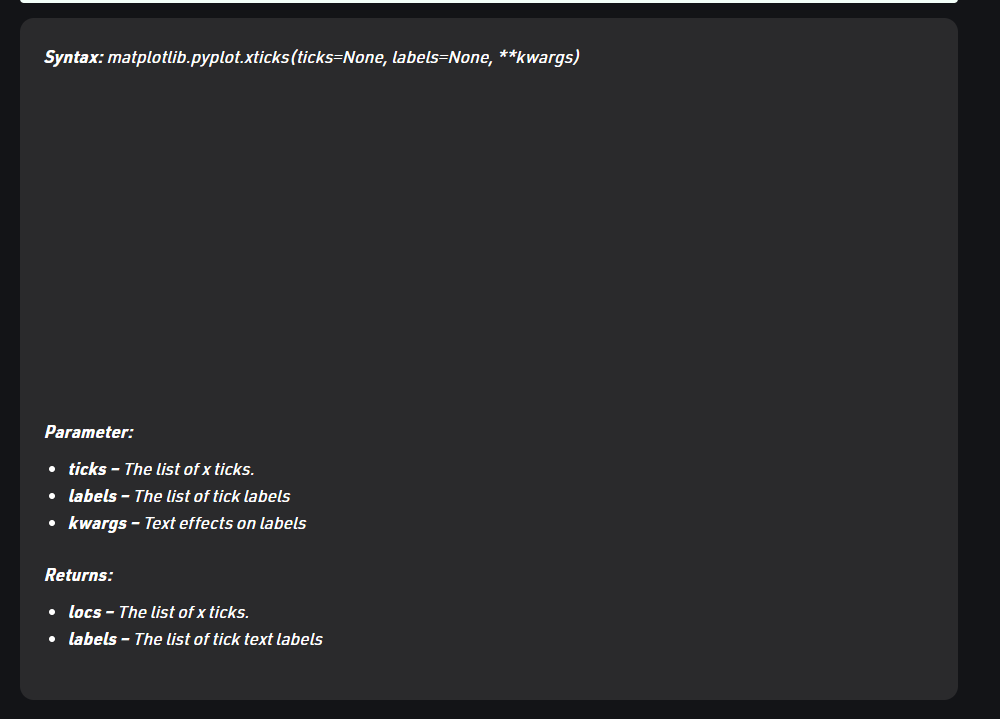 Syntax: matplotlib.pyplot.xticks(ticks=None, labels=None, **kwargs)
Parameter:
• ticks – The list of x ticks.
• labels – The list of tick labels
• kwargs – Text effects on labels
Returns:
• locs – The list of x ticks.
• labels – The list of tick text labels